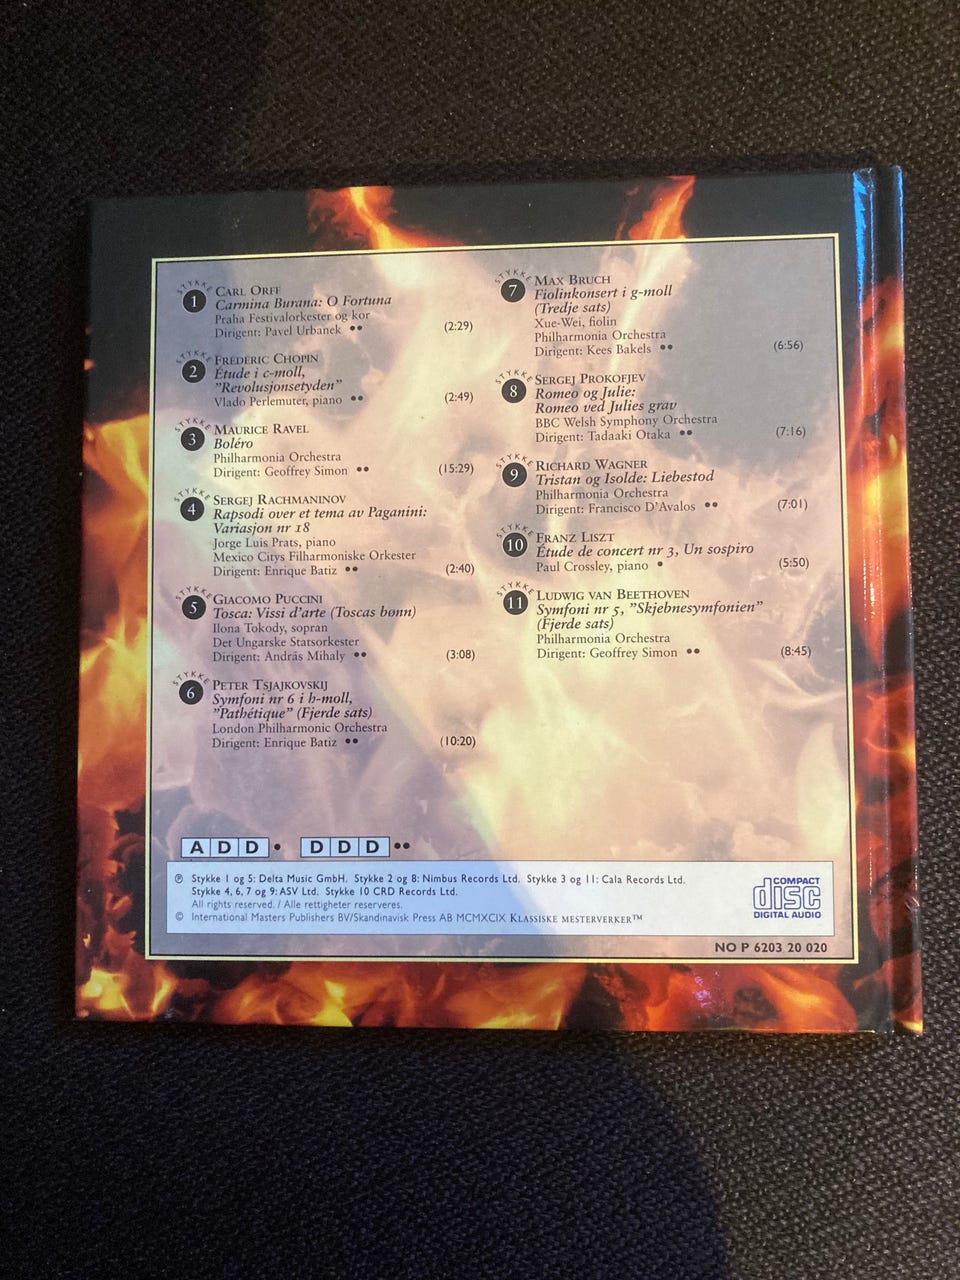 STYKKE
1
CARL ORFF
Carmina Burana: O Fortuna
Praha Festivalorkester og kor
Dirigent: Pavel Urbanek •• (2:29)
STYKKE
2
FRÉDÉRIC CHOPIN
Étude i c-moll,
"Revolusjonsetyden"
Vlado Perlemuter, piano •• (2:49)
STYKKE
3
MAURICE RAVEL
Boléro
Philharmonia Orchestra
Dirigent: Geoffrey Simon •• (15:29)
STYKKE
4
SERGEJ RACHMANINOV
Rapsodi over et tema av Paganini:
Variasjon nr 18
Jorge Luis Prats, piano
Mexico Citys Filharmoniske Orkester
Dirigent: Enrique Batiz •• (2:40)
STYKKE
5
GIACOMO PUCCINI
Tosca: Vissi d'arte (Toscas bønn)
Ilona Tokody, sopran
Det Ungarske Statsorkester
Dirigent: András Mihaly •• (3:08)
STYKKE
6
PETER TSJAJKOVSKIJ
Symfoni nr 6 i h-moll,
"Pathétique" (Fjerde sats)
London Philharmonic Orchestra
Dirigent: Enrique Batiz •• (10:20)
STYKKE
7
MAX BRUCH
Fiolinkonsert i g-moll
(Tredje sats)
Xue-Wei, fiolin
Philharmonia Orchestra
Dirigent: Kees Bakels •• (6:56)
STYKKE
8
SERGEJ PROKOFJEV
Romeo og Julie:
Romeo ved Julies grav
BBC Welsh Symphony Orchestra
Dirigent: Tadaaki Otaka •• (7:16)
STYKKE
9
RICHARD WAGNER
Tristan og Isolde: Liebestod
Philharmonia Orchestra
Dirigent: Francisco D'Avalos •• (7:01)
STYKKE
10
FRANZ LISZT
Étude de concert nr 3, Un sospiro
Paul Crossley, piano • (5:50)
STYKKE
11
LUDWIG VAN BEETHOVEN
Symfoni nr 5, "Skjebnesymfonien"
(Fjerde sats)
Philharmonia Orchestra
Dirigent: Geoffrey Simon •• (8:45)
ADD • DDD ••
℗ Stykke 1 og 5: Delta Music GmbH. Stykke 2 og 8: Nimbus Records Ltd. Stykke 3 og 11: Cala Records Ltd.
Stykke 4, 6, 7 og 9: ASV Ltd. Stykke 10 CRD Records Ltd.
All rights reserved. / Alle rettigheter reserveres.
© International Masters Publishers BV/Skandinavisk Press AB MCMXCIX KLASSISKE MESTERVERKER™
COMPACT
disc
DIGITAL AUDIO
NO P 6203 20 020